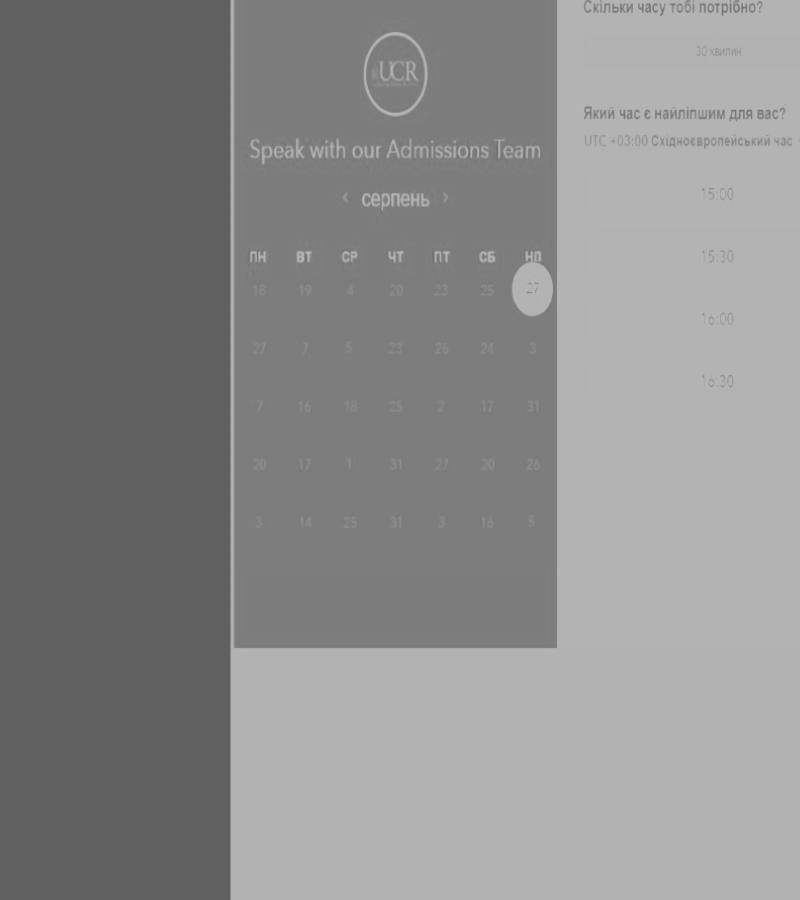 UCR
Speak with our Admissions Team
‹ серпень ›
ПН ВТ СР ЧТ ПТ СБ НД
18 19 4 20 23 25 27
27 7 5 23 26 24 3
7 16 18 25 2 17 31
20 17 1 31 27 20 26
3 14 25 31 3 16 5
Скільки часу тобі потрібно?
30 хвилин
Який час є найліпшим для вас?
UTC +03:00 Східноєвропейський час
15:00
15:30
16:00
16:30